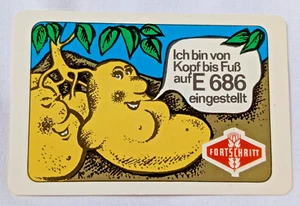 Ich bin von
Kopf bis Fuß
auf E 686
eingestellt
FORTSCHRITT